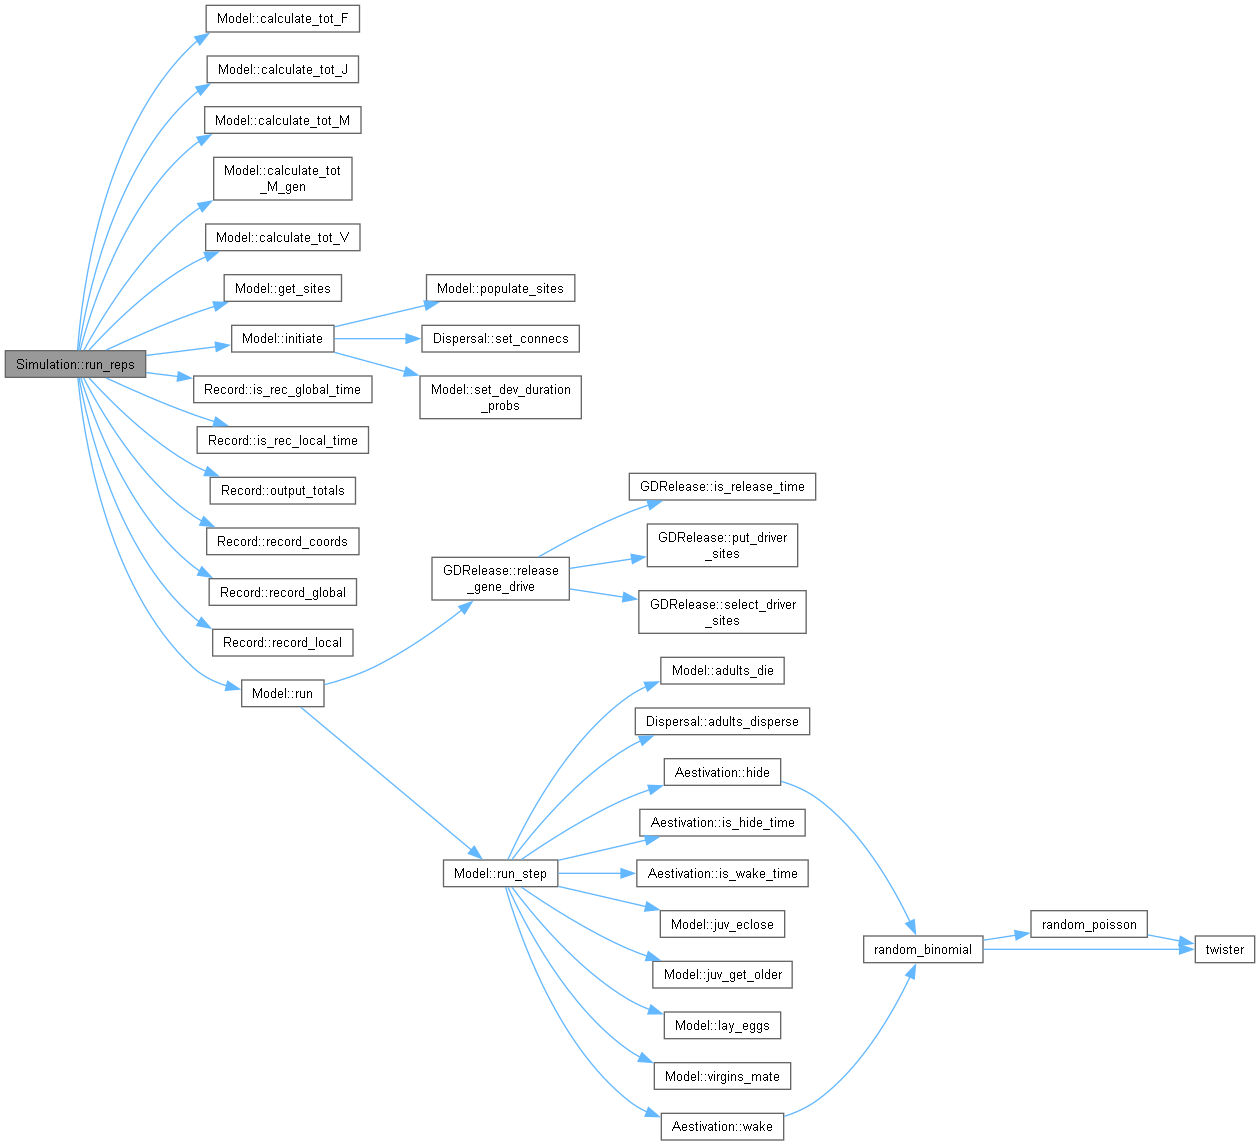 Model::calculate_tot_F
Model::calculate_tot_J
Model::calculate_tot_M
Model::calculate_tot
_M_gen
Model::calculate_tot_V
Model::get_sites
Model::populate_sites
Model::initiate
Dispersal::set_connecs
Simulation::run_reps
Record::is_rec_global_time
Model::set_dev_duration
_probs
Record::is_rec_local_time
Record::output_totals
GDRelease::is_release_time
Record::record_coords
GDRelease::put_driver
_sites
Record::record_global
GDRelease::release
_gene_drive
GDRelease::select_driver
_sites
Record::record_local
Model::run
Model::adults_die
Dispersal::adults_disperse
Aestivation::hide
Aestivation::is_hide_time
Model::run_step
Aestivation::is_wake_time
Model::juv_eclose
random_poisson
random_binomial
twister
Model::juv_get_older
Model::lay_eggs
Model::virgins_mate
Aestivation::wake